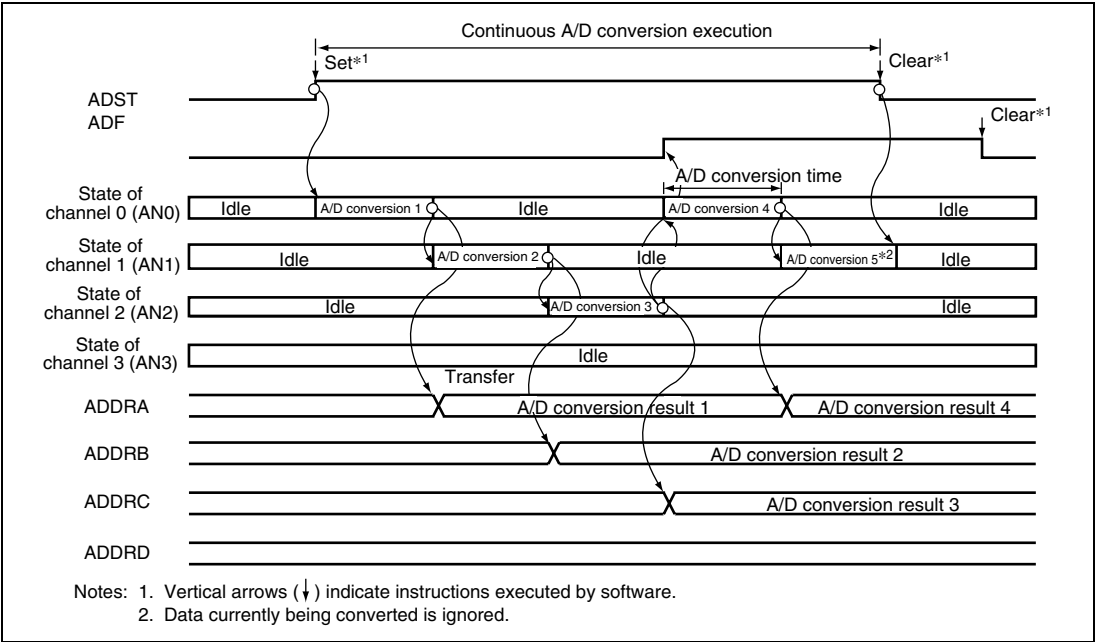 Continuous A/D conversion execution
Set*1
Clear*1
ADST
ADF
Clear*1
A/D conversion time
State of
channel 0 (AN0)
Idle
A/D conversion 1
Idle
A/D conversion 4
Idle
State of
channel 1 (AN1)
Idle
A/D conversion 2
Idle
A/D conversion 5*2
Idle
State of
channel 2 (AN2)
Idle
A/D conversion 3
Idle
State of
channel 3 (AN3)
Idle
Transfer
ADDRA
A/D conversion result 1
A/D conversion result 4
ADDRB
A/D conversion result 2
ADDRC
A/D conversion result 3
ADDRD
Notes: 1. Vertical arrows (↓) indicate instructions executed by software.
2. Data currently being converted is ignored.